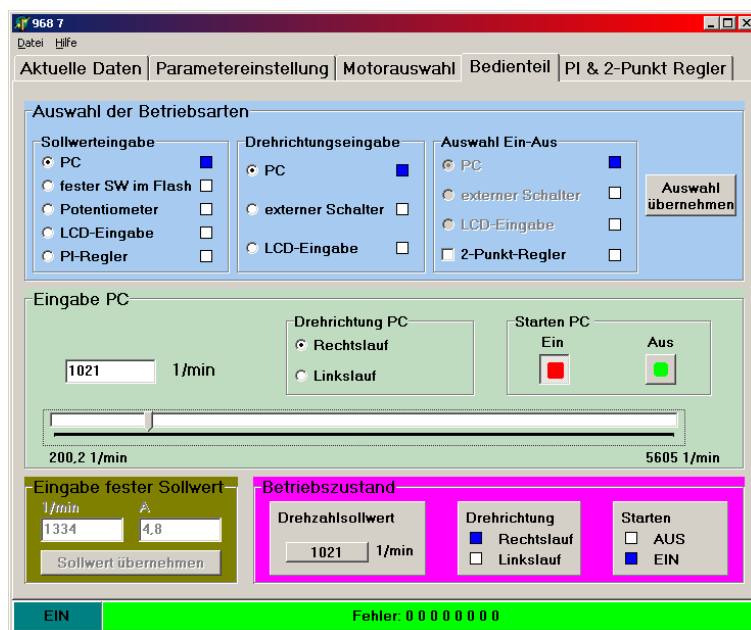 968 7
Datei Hilfe
Aktuelle Daten Parametereinstellung Motorauswahl Bedienteil PI & 2-Punkt Regler
Auswahl der Betriebsarten
Sollwerteingabe
PC
fester SW im Flash
Potentiometer
LCD-Eingabe
PI-Regler
Drehrichtungseingabe
PC
externer Schalter
LCD-Eingabe
Auswahl Ein-Aus
PC
externer Schalter
LCD-Eingabe
2-Punkt-Regler
Auswahl
übernehmen
Eingabe PC
1021 1/min
Drehrichtung PC
Rechtslauf
Linkslauf
Starten PC
Ein Aus
200,2 1/min 5605 1/min
Eingabe fester Sollwert
1/min A
1334 4,8
Sollwert übernehmen
Betriebszustand
Drehzahlsollwert
1021 1/min
Drehrichtung
Rechtslauf
Linkslauf
Starten
AUS
EIN
EIN Fehler: 0 0 0 0 0 0 0 0